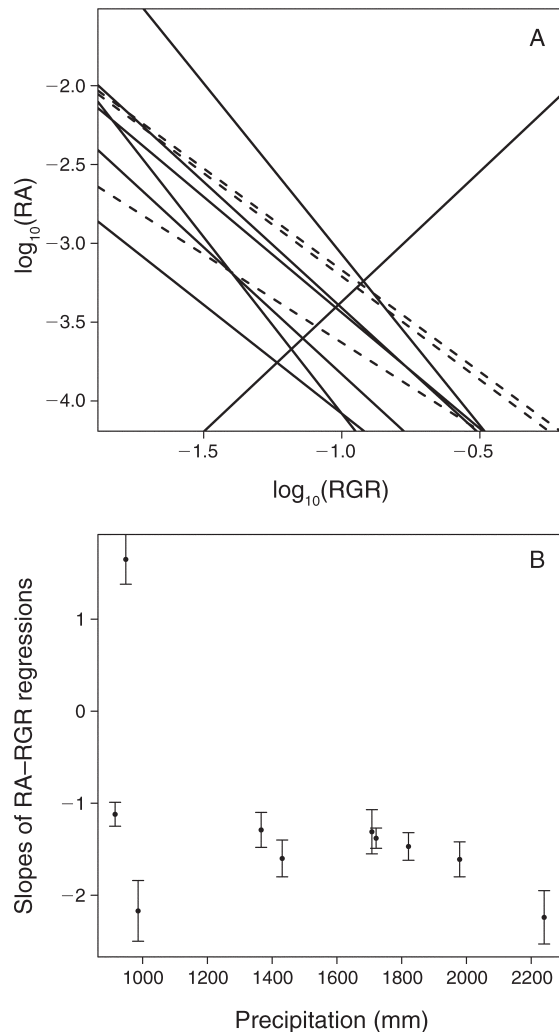 A
−2.0
−2.5
−3.0
−3.5
−4.0
log10(RA)
−1.5 −1.0 −0.5
log10(RGR)
B
1
0
−1
−2
Slopes of RA–RGR regressions
1000 1200 1400 1600 1800 2000 2200
Precipitation (mm)